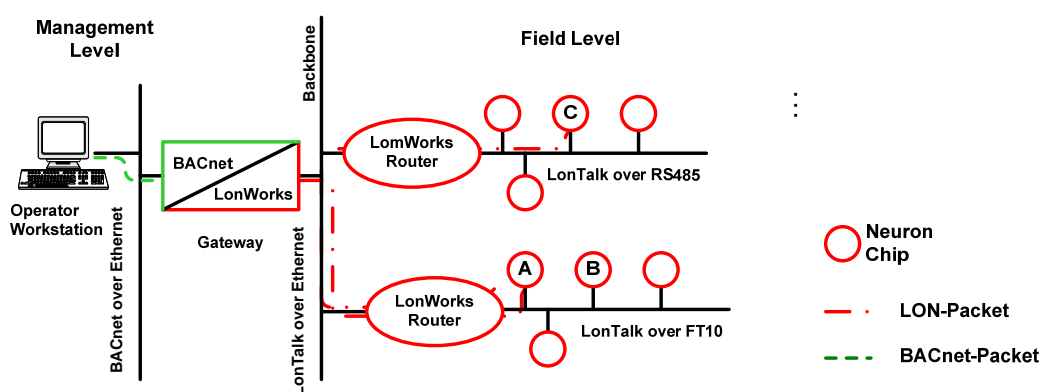 Management
Level
Field Level
Backbone
BACnet
LonWorks
Gateway
Operator
Workstation
BACnet over Ethernet
LonTalk over Ethernet
LomWorks
Router
C
LonTalk over RS485
LonWorks
Router
A
B
LonTalk over FT10
Neuron
Chip
LON-Packet
BACnet-Packet